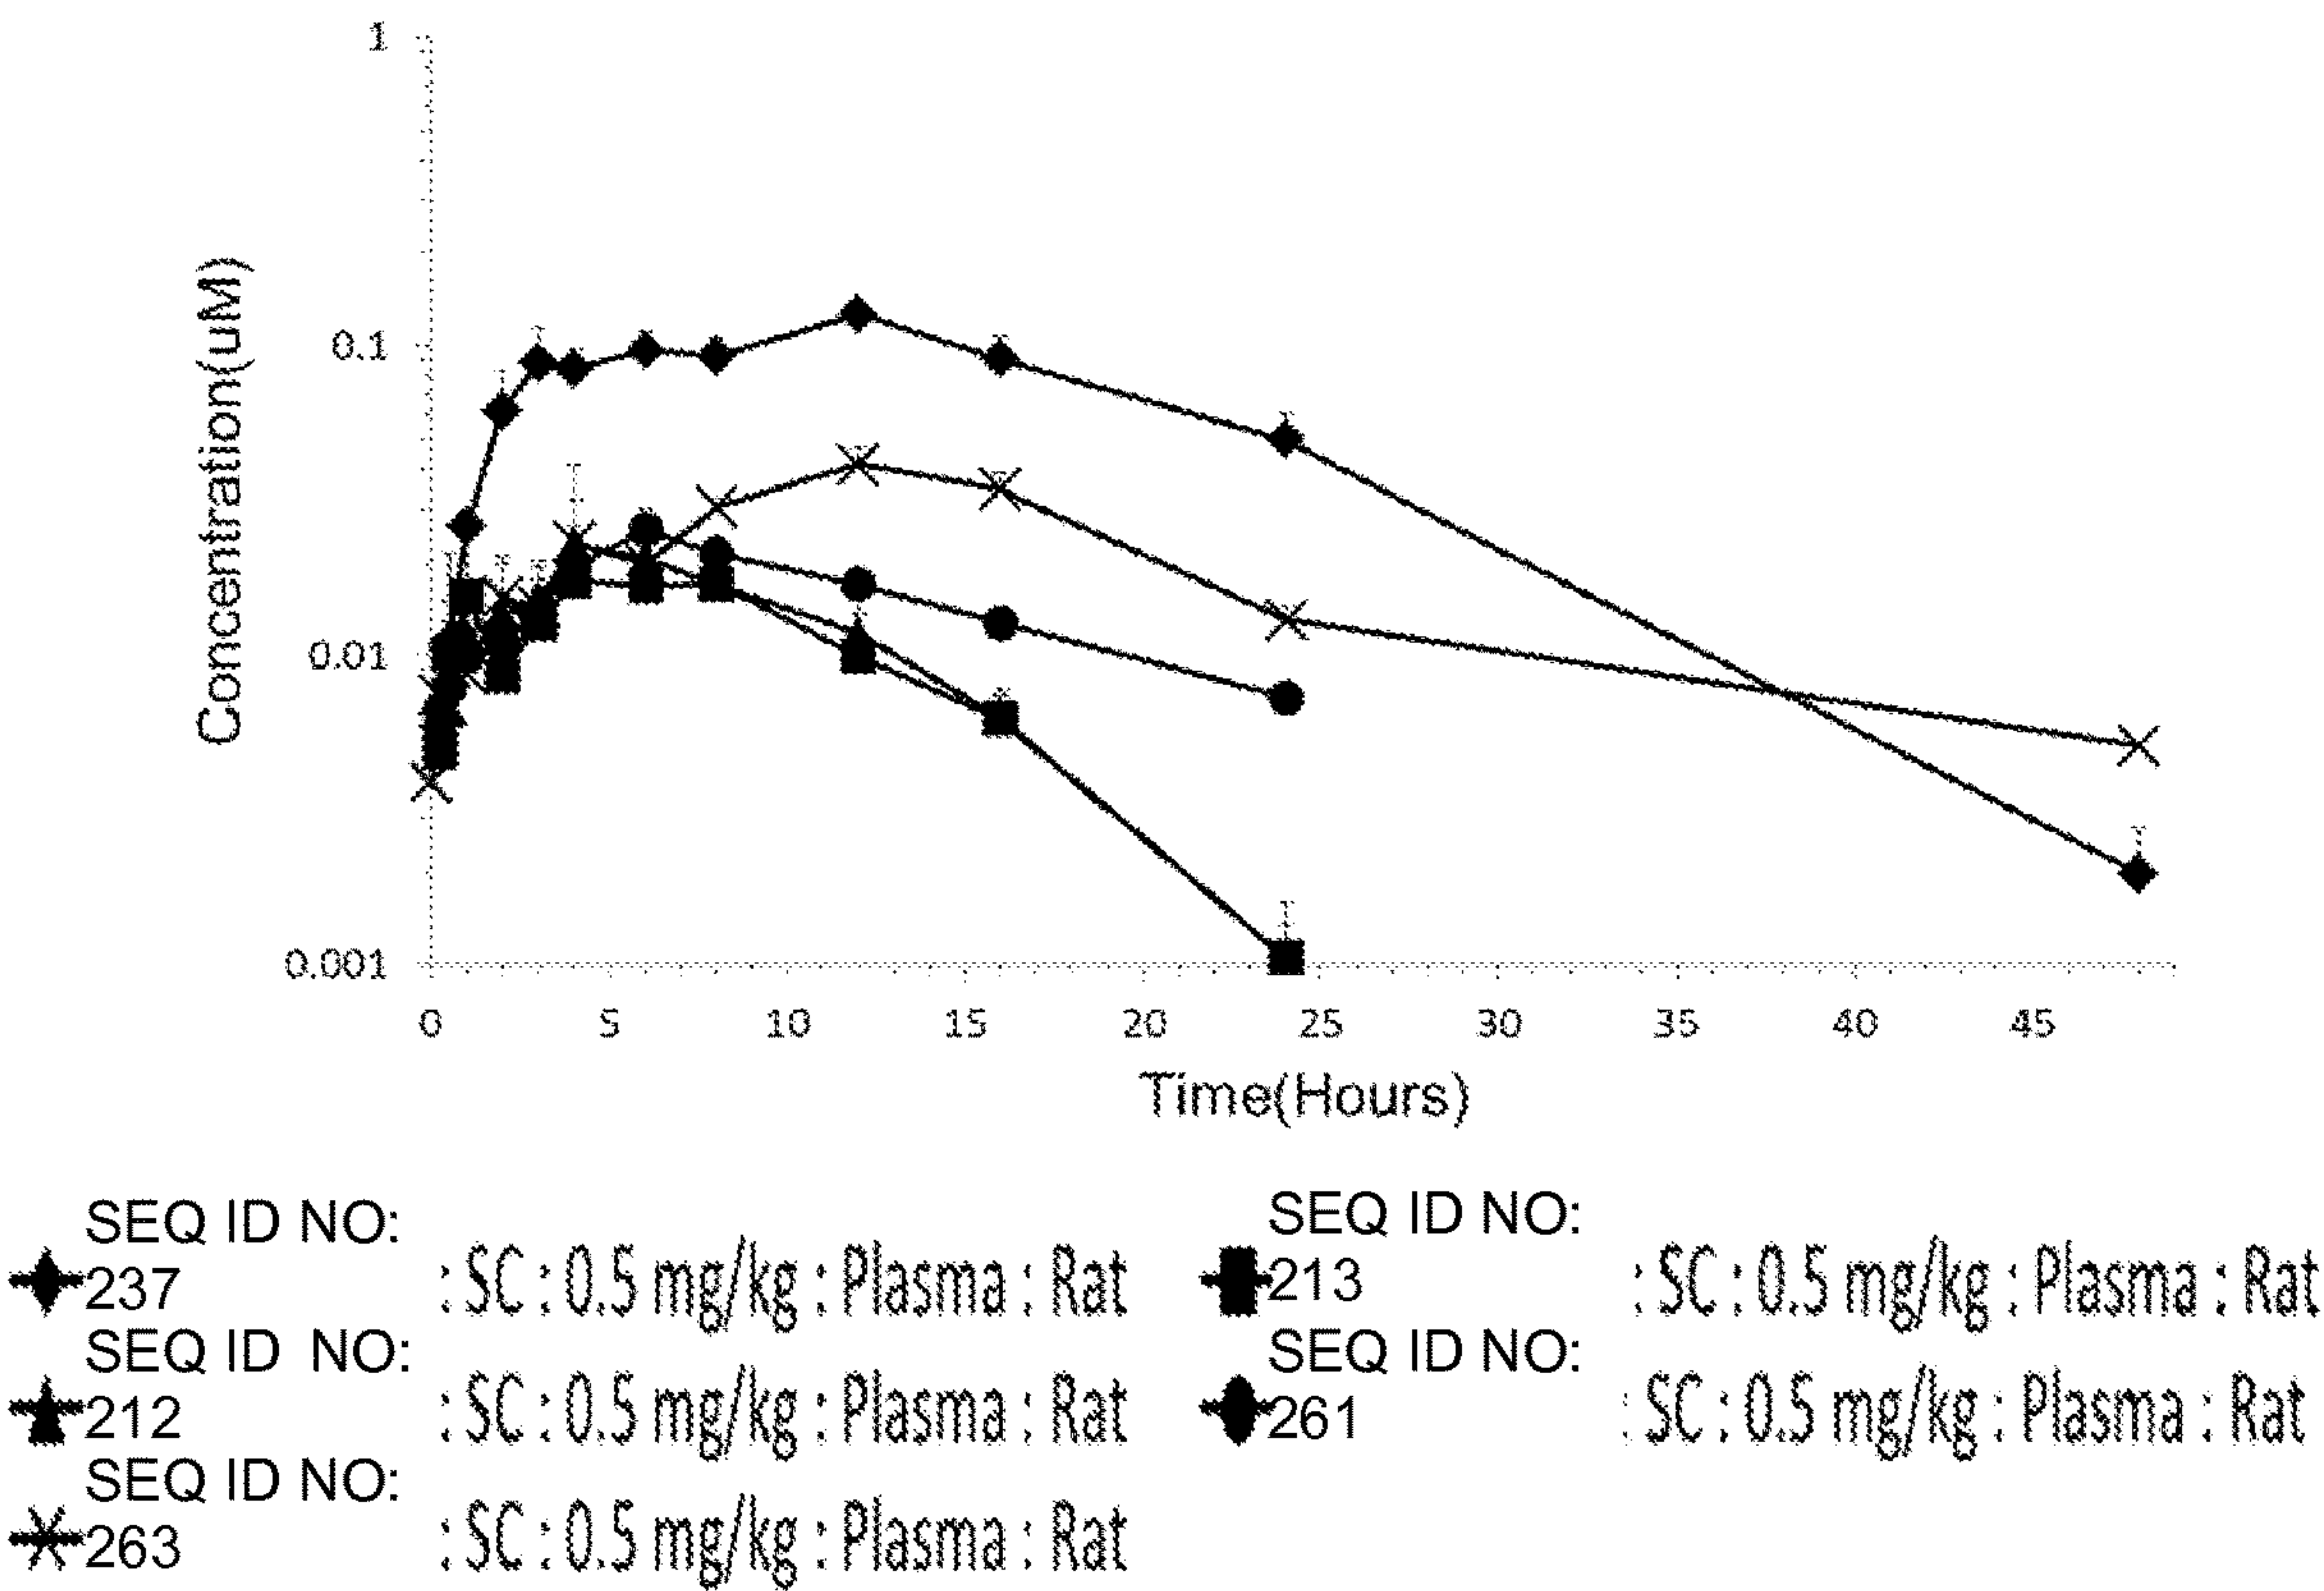 1
0.1
0.01
0.001
Concentration(uM)
0 5 10 15 20 25 30 35 40 45
Time(Hours)
SEQ ID NO:
237 : SC : 0.5 mg/kg : Plasma : Rat
SEQ ID NO:
213 : SC : 0.5 mg/kg : Plasma : Rat
SEQ ID NO:
212 : SC : 0.5 mg/kg : Plasma : Rat
SEQ ID NO:
261 : SC : 0.5 mg/kg : Plasma : Rat
SEQ ID NO:
263 : SC : 0.5 mg/kg : Plasma : Rat